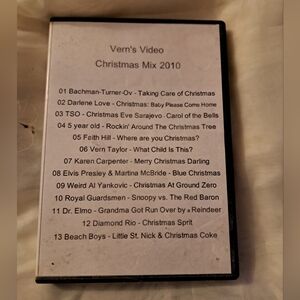 Vern's Video
Christmas Mix 2010
01 Bachman-Turner-Ov - Taking Care of Christmas
02 Darlene Love - Christmas: Baby Please Come Home
03 TSO - Christmas Eve Sarajevo - Carol of the Bells
04 5 year old - Rockin' Around The Christmas Tree
05 Faith Hill - Where are you Christmas?
06 Vern Taylor - What Child Is This?
07 Karen Carpenter - Merry Christmas Darling
08 Elvis Presley & Martina McBride - Blue Christmas
09 Weird Al Yankovic - Christmas At Ground Zero
10 Royal Guardsmen - Snoopy vs. The Red Baron
11 Dr. Elmo - Grandma Got Run Over by a Reindeer
12 Diamond Rio - Christmas Sprit
13 Beach Boys - Little St. Nick & Christmas Coke